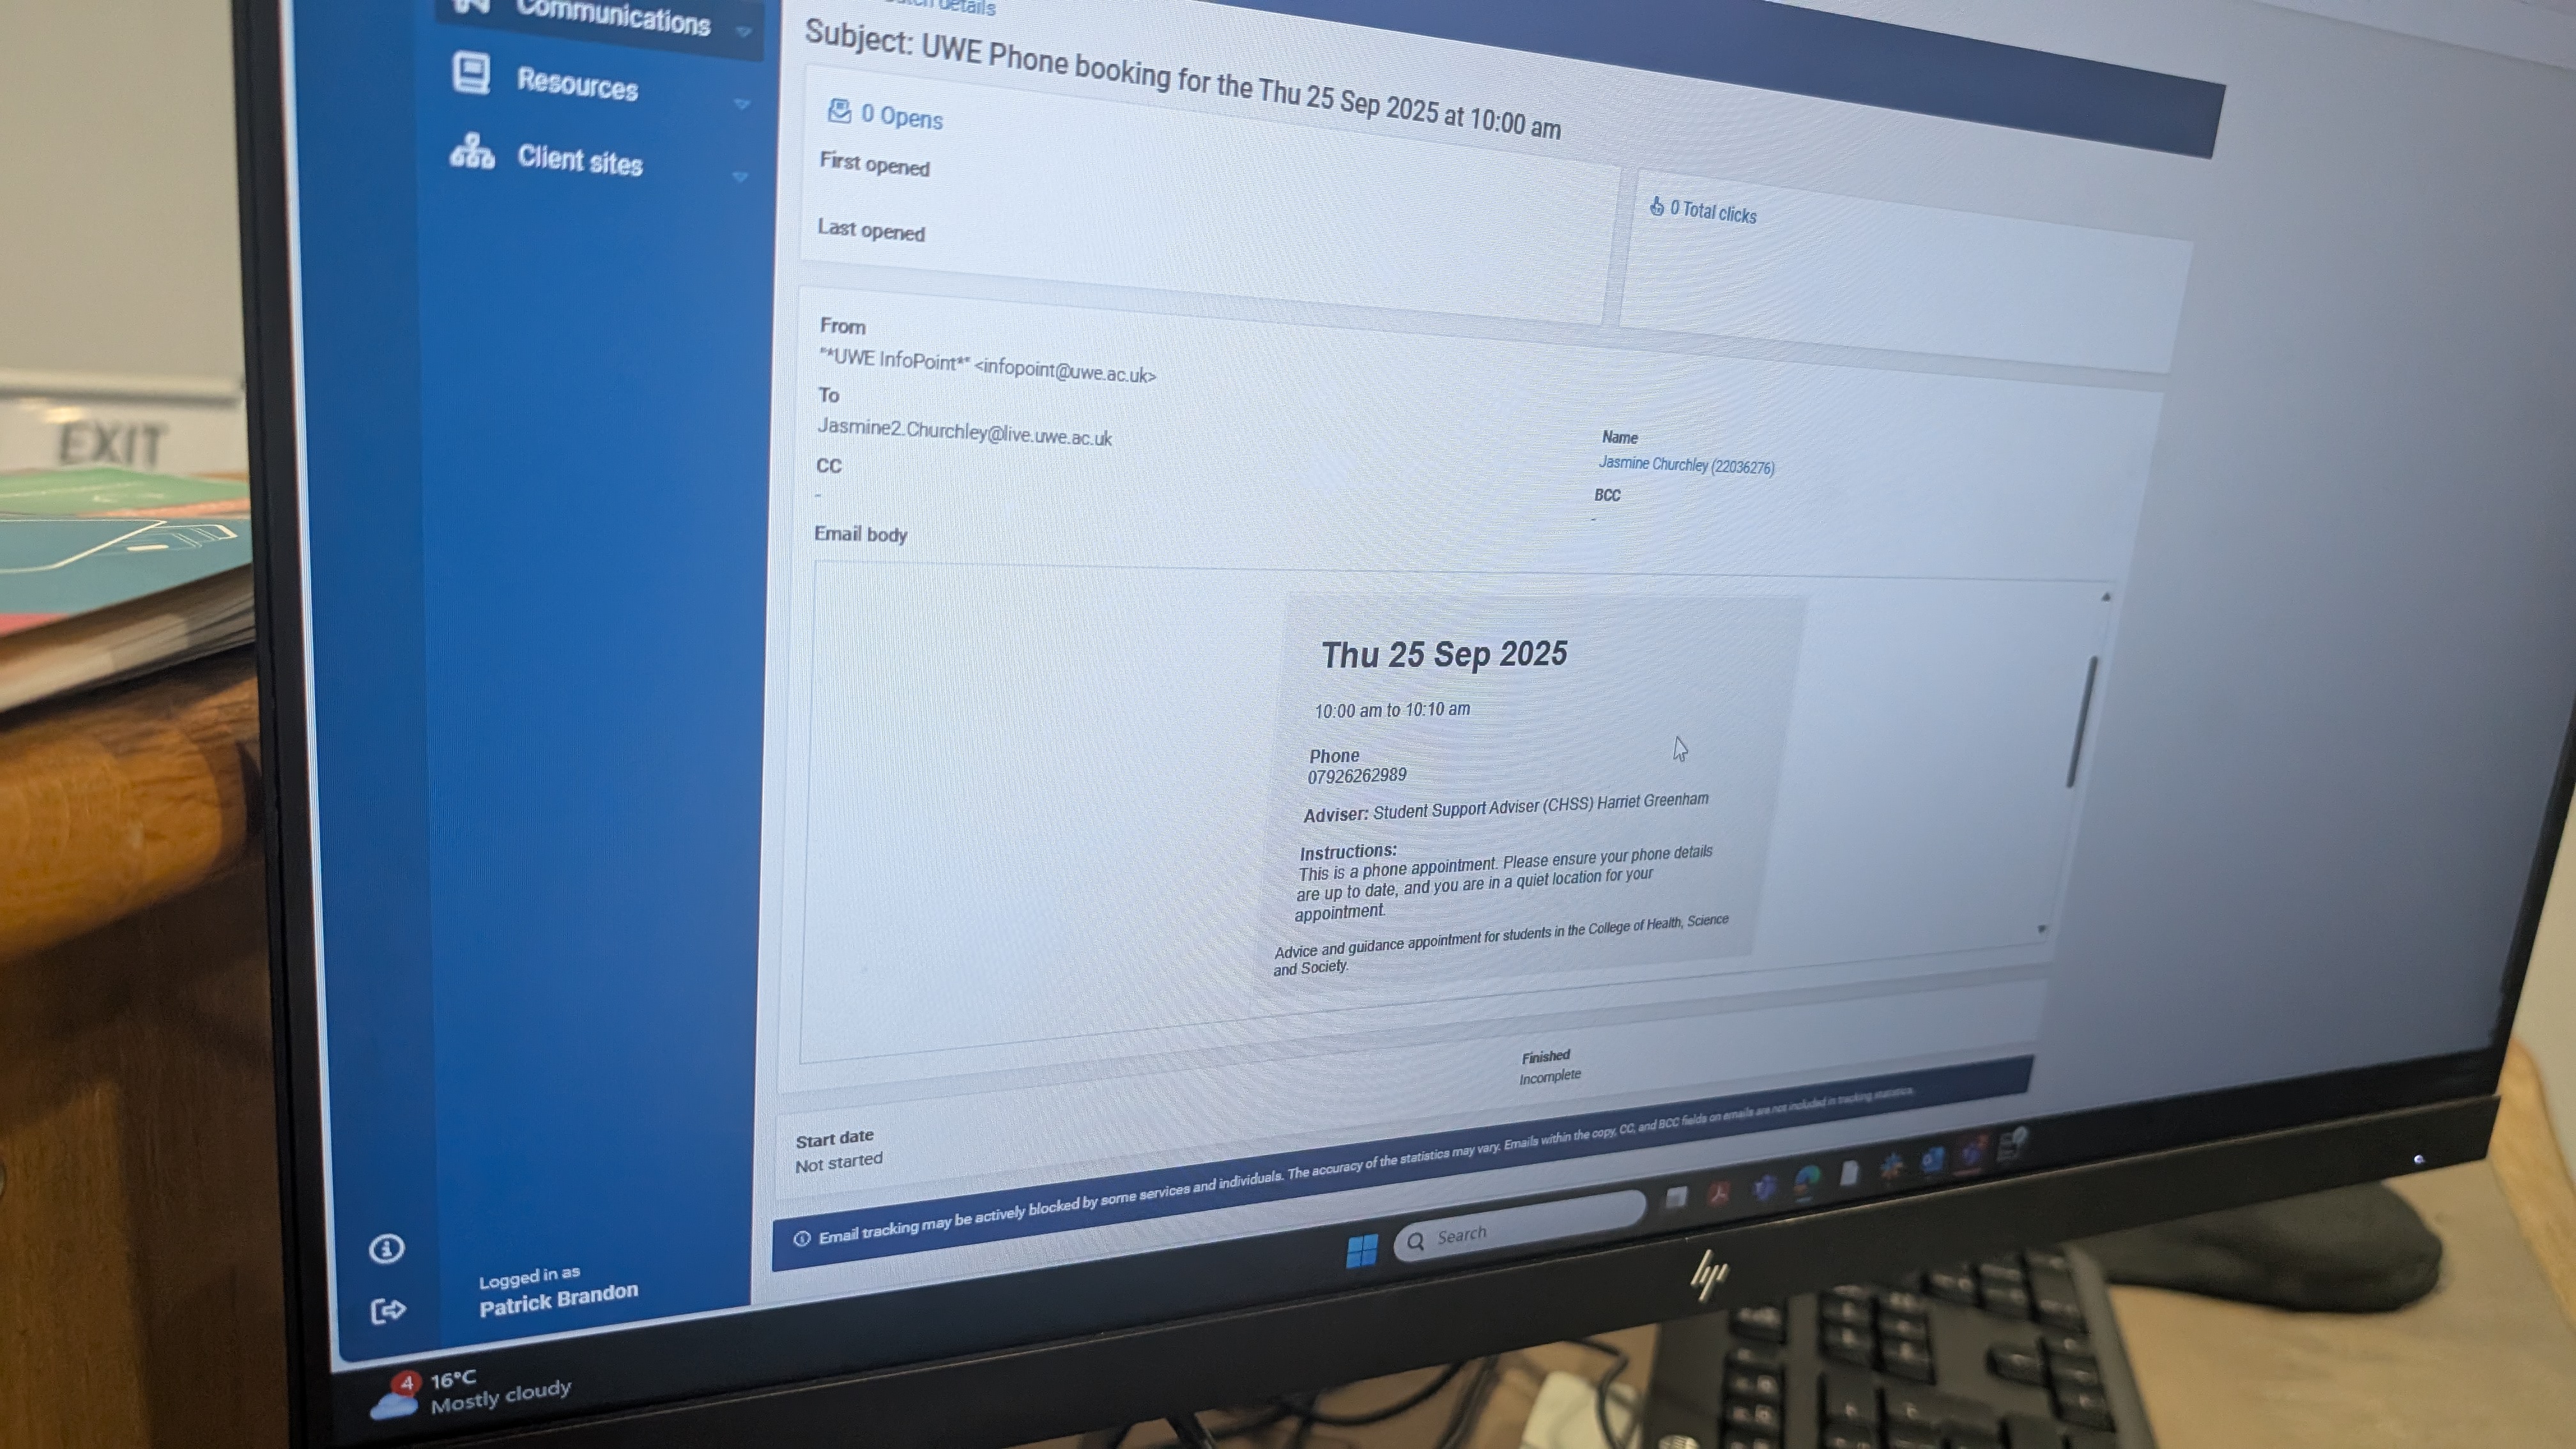 Communications
details
Subject: UWE Phone booking for the Thu 25 Sep 2025 at 10:00 am
Resources
Client sites
0 Opens
First opened
Last opened
0 Total clicks
From
"*UWE InfoPoint*" <infopoint@uwe.ac.uk>
To
Jasmine2.Churchley@live.uwe.ac.uk
Name
Jasmine Churchley (22036276)
CC
-
BCC
-
Email body
EXIT
Thu 25 Sep 2025
10:00 am to 10:10 am
Phone
07926262989
Adviser: Student Support Adviser (CHSS) Harriet Greenham
Instructions:
This is a phone appointment. Please ensure your phone details
are up to date, and you are in a quiet location for your
appointment.
Advice and guidance appointment for students in the College of Health, Science
and Society.
Start date
Not started
Finished
Incomplete
Email tracking may be actively blocked by some services and individuals. The accuracy of the statistics may vary. Emails within the copy, CC, and BCC fields on emails are not included in tracking statistics.
Logged in as
Patrick Brandon
Search
hp
4
16°C
Mostly cloudy